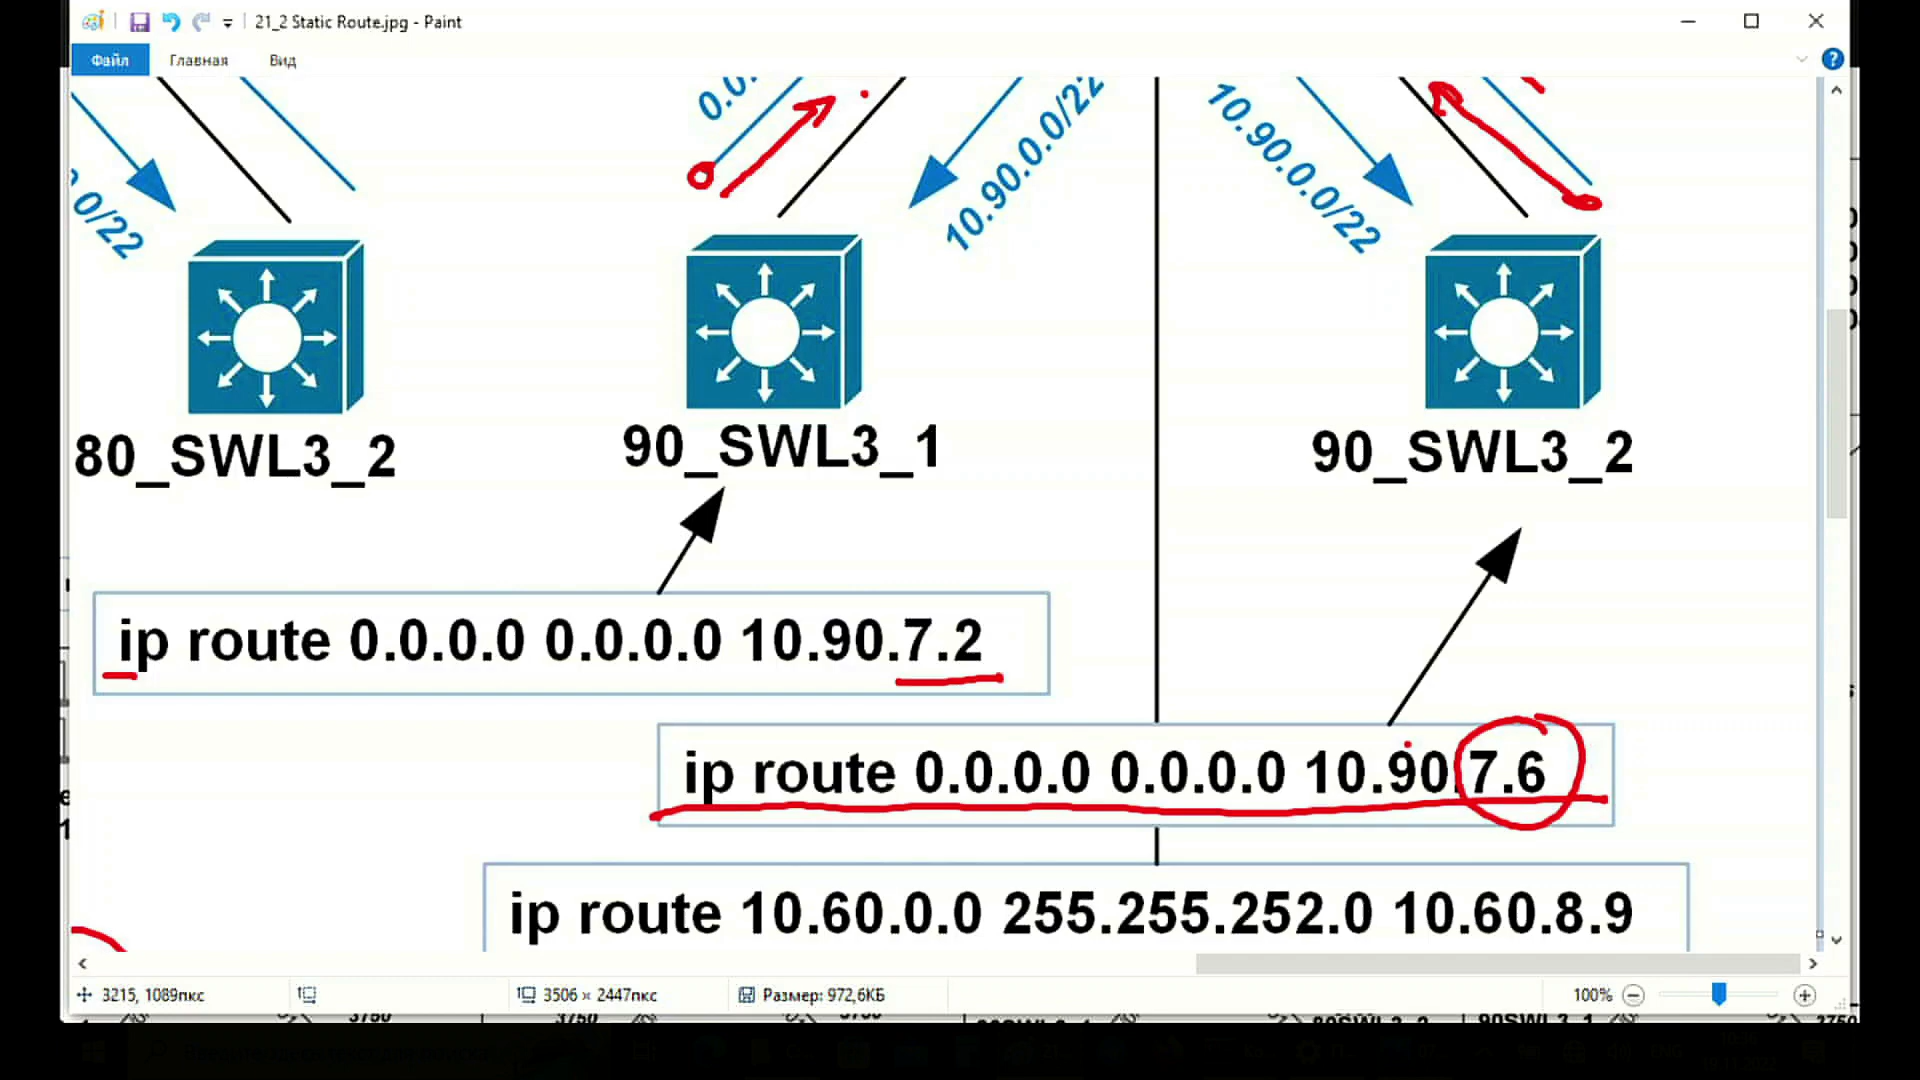 21_2 Static Route.jpg - Paint
Файл Главная Вид
10.90.0.0/22
10.90.0.0/22
.0/22
80_SWL3_2
90_SWL3_1
90_SWL3_2
ip route 0.0.0.0 0.0.0.0 10.90.7.2
ip route 0.0.0.0 0.0.0.0 10.90.7.6
ip route 10.60.0.0 255.255.252.0 10.60.8.9
3215, 1089пкс
3506 × 2447пкс
Размер: 972,6КБ
100%